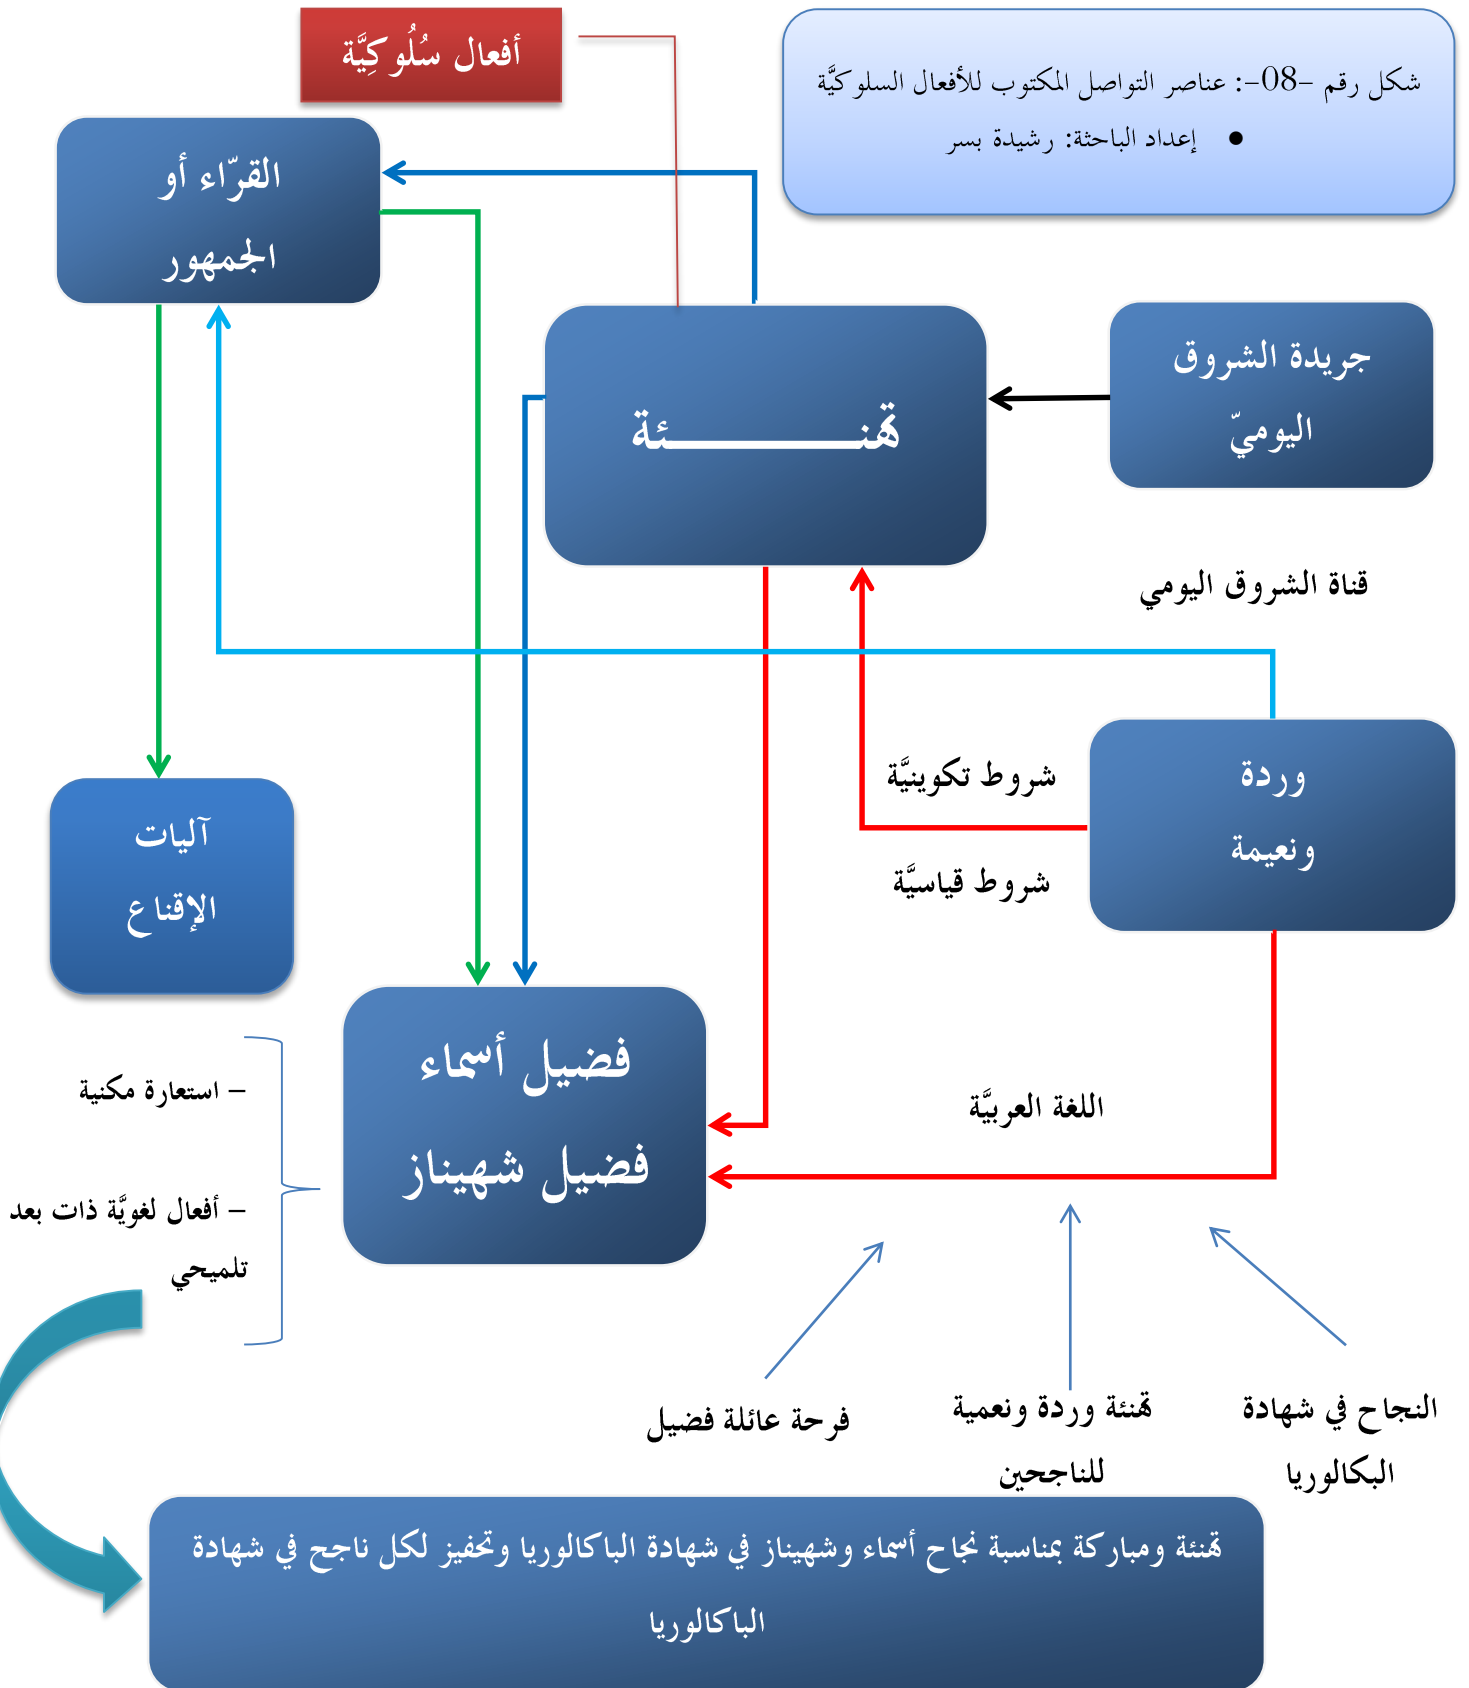 أفعال سُلُوكِيَّة
شكل رقم -08-: عناصر التواصل المكتوب للأفعال السلوكيَّة
● إعداد الباحثة: رشيدة بسر
القرّاء أو
الجمهور
تهنـــــــــئة
جريدة الشروق
اليوميّ
قناة الشروق اليومي
شروط تكوينيَّة
شروط قياسيَّة
وردة
ونعيمة
آليات
الإقناع
فضيل أسماء
فضيل شهيناز
اللغة العربيَّة
– استعارة مكنية
– أفعال لغويَّة ذات بعد
تلميحي
النجاح في شهادة
البكالوريا
تهنئة وردة ونعمية
للناجحين
فرحة عائلة فضيل
تهنئة ومباركة بمناسبة نجاح أسماء وشهيناز في شهادة الباكالوريا وتحفيز لكل ناجح في شهادة
الباكالوريا